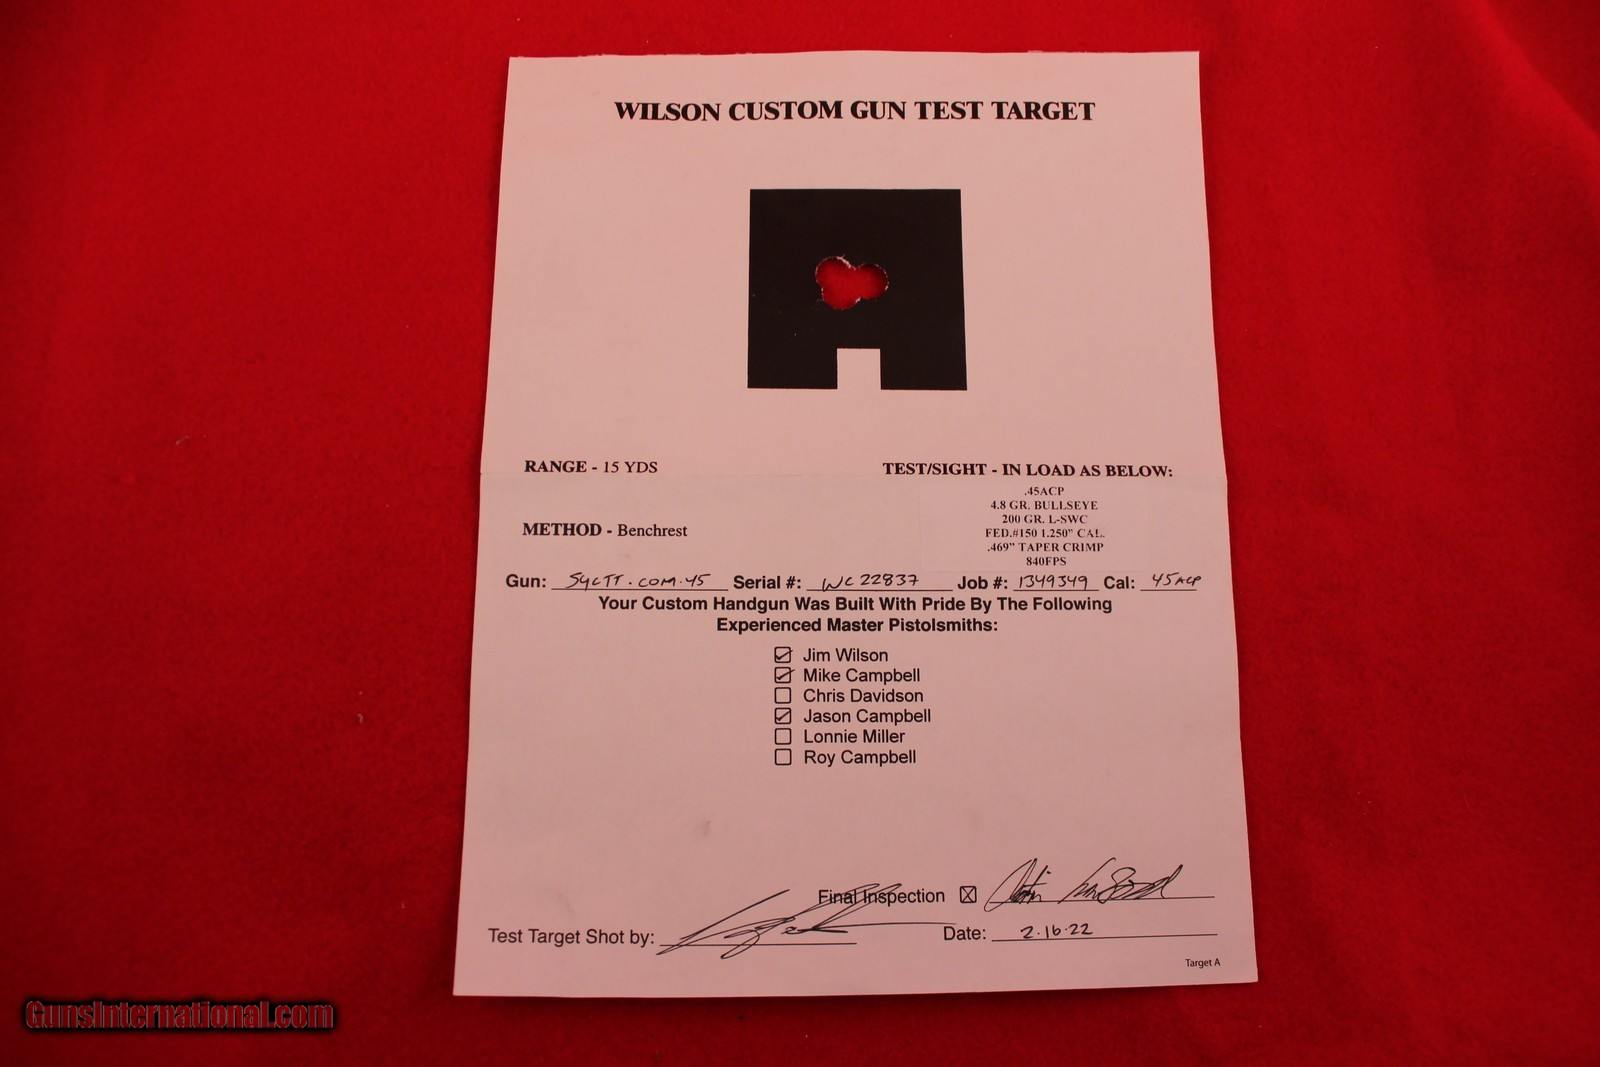 WILSON CUSTOM GUN TEST TARGET
RANGE - 15 YDS
TEST/SIGHT - IN LOAD AS BELOW:
.45ACP
4.8 GR. BULLSEYE
200 GR. L-SWC
FED.#150 1.250" CAL.
.469" TAPER CRIMP
840FPS
METHOD - Benchrest
Gun: SYCTT.COM.45 Serial #: WC22837 Job #: 1349349 Cal: 45ACP
Your Custom Handgun Was Built With Pride By The Following
Experienced Master Pistolsmiths:
Jim Wilson
Mike Campbell
Chris Davidson
Jason Campbell
Lonnie Miller
Roy Campbell
Final Inspection
Test Target Shot by:
Date: 2.16.22
Target A
GunsInternational.com